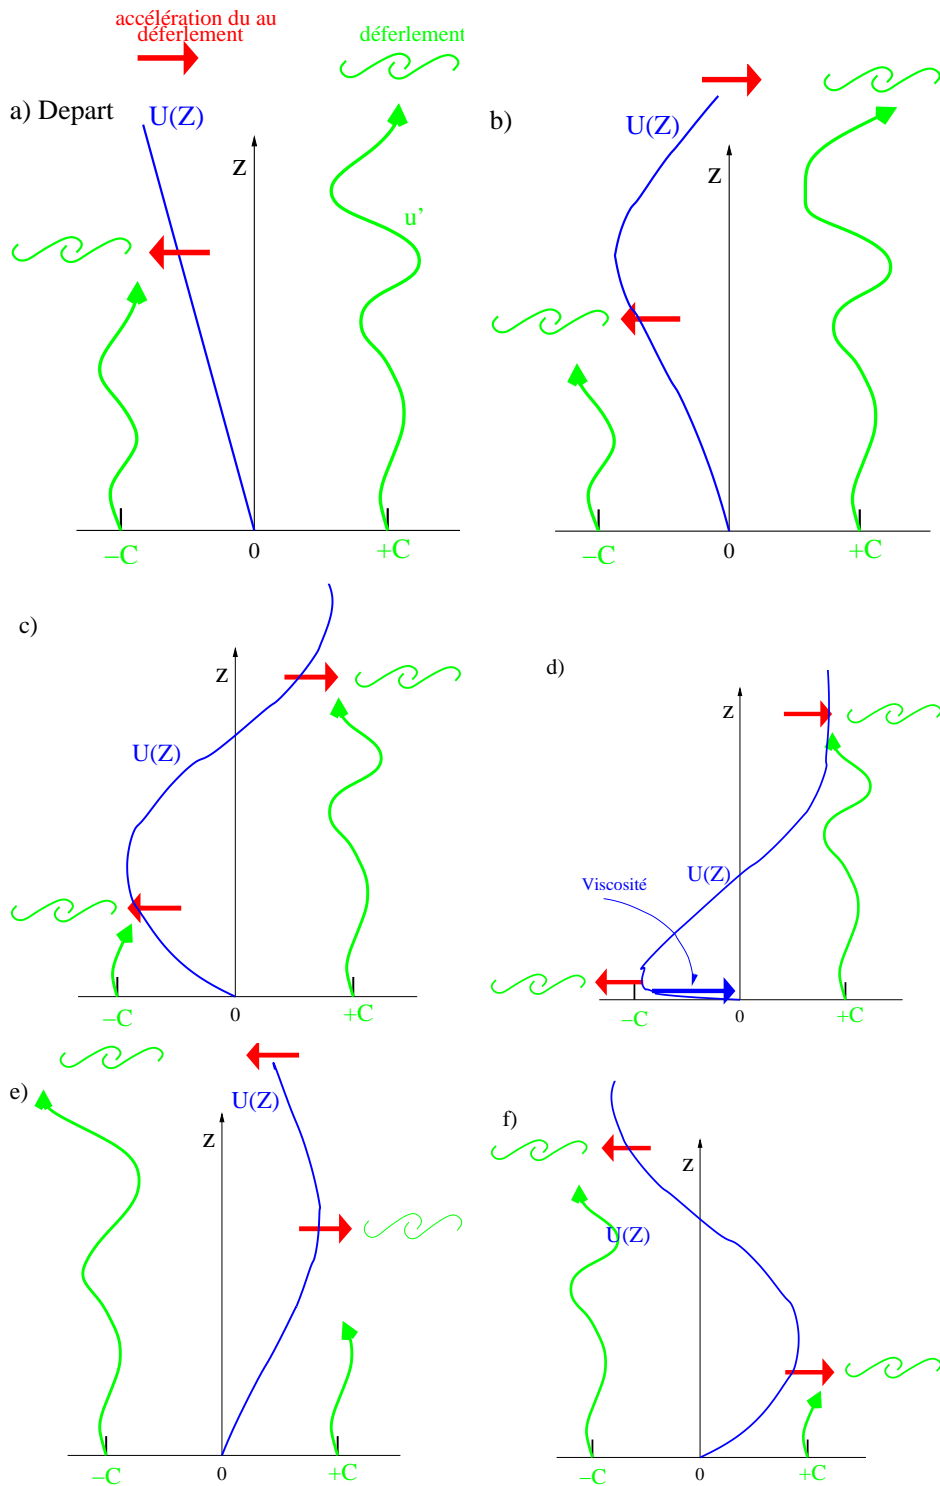 accélération du au
déferlement
déferlement
a) Depart
U(Z)
Z
u'
–C
0
+C
b)
U(Z)
Z
–C
0
+C
c)
Z
U(Z)
–C
0
+C
d)
Z
U(Z)
Viscosité
–C
0
+C
e)
U(Z)
Z
–C
0
+C
f)
Z
U(Z)
–C
0
+C